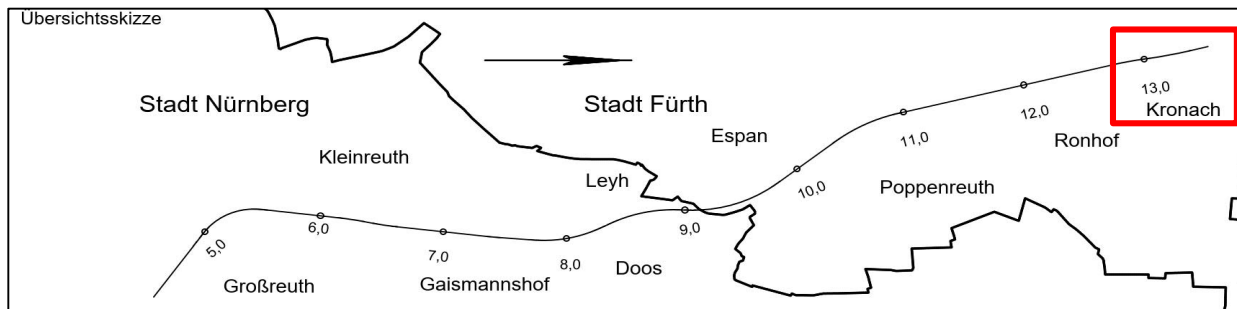 Übersichtsskizze
Stadt Nürnberg
Stadt Fürth
13,0
Kronach
12,0
Espan
11,0
Ronhof
Kleinreuth
Leyh
10,0
Poppenreuth
5,0
6,0
7,0
8,0
9,0
Großreuth
Gaismannshof
Doos